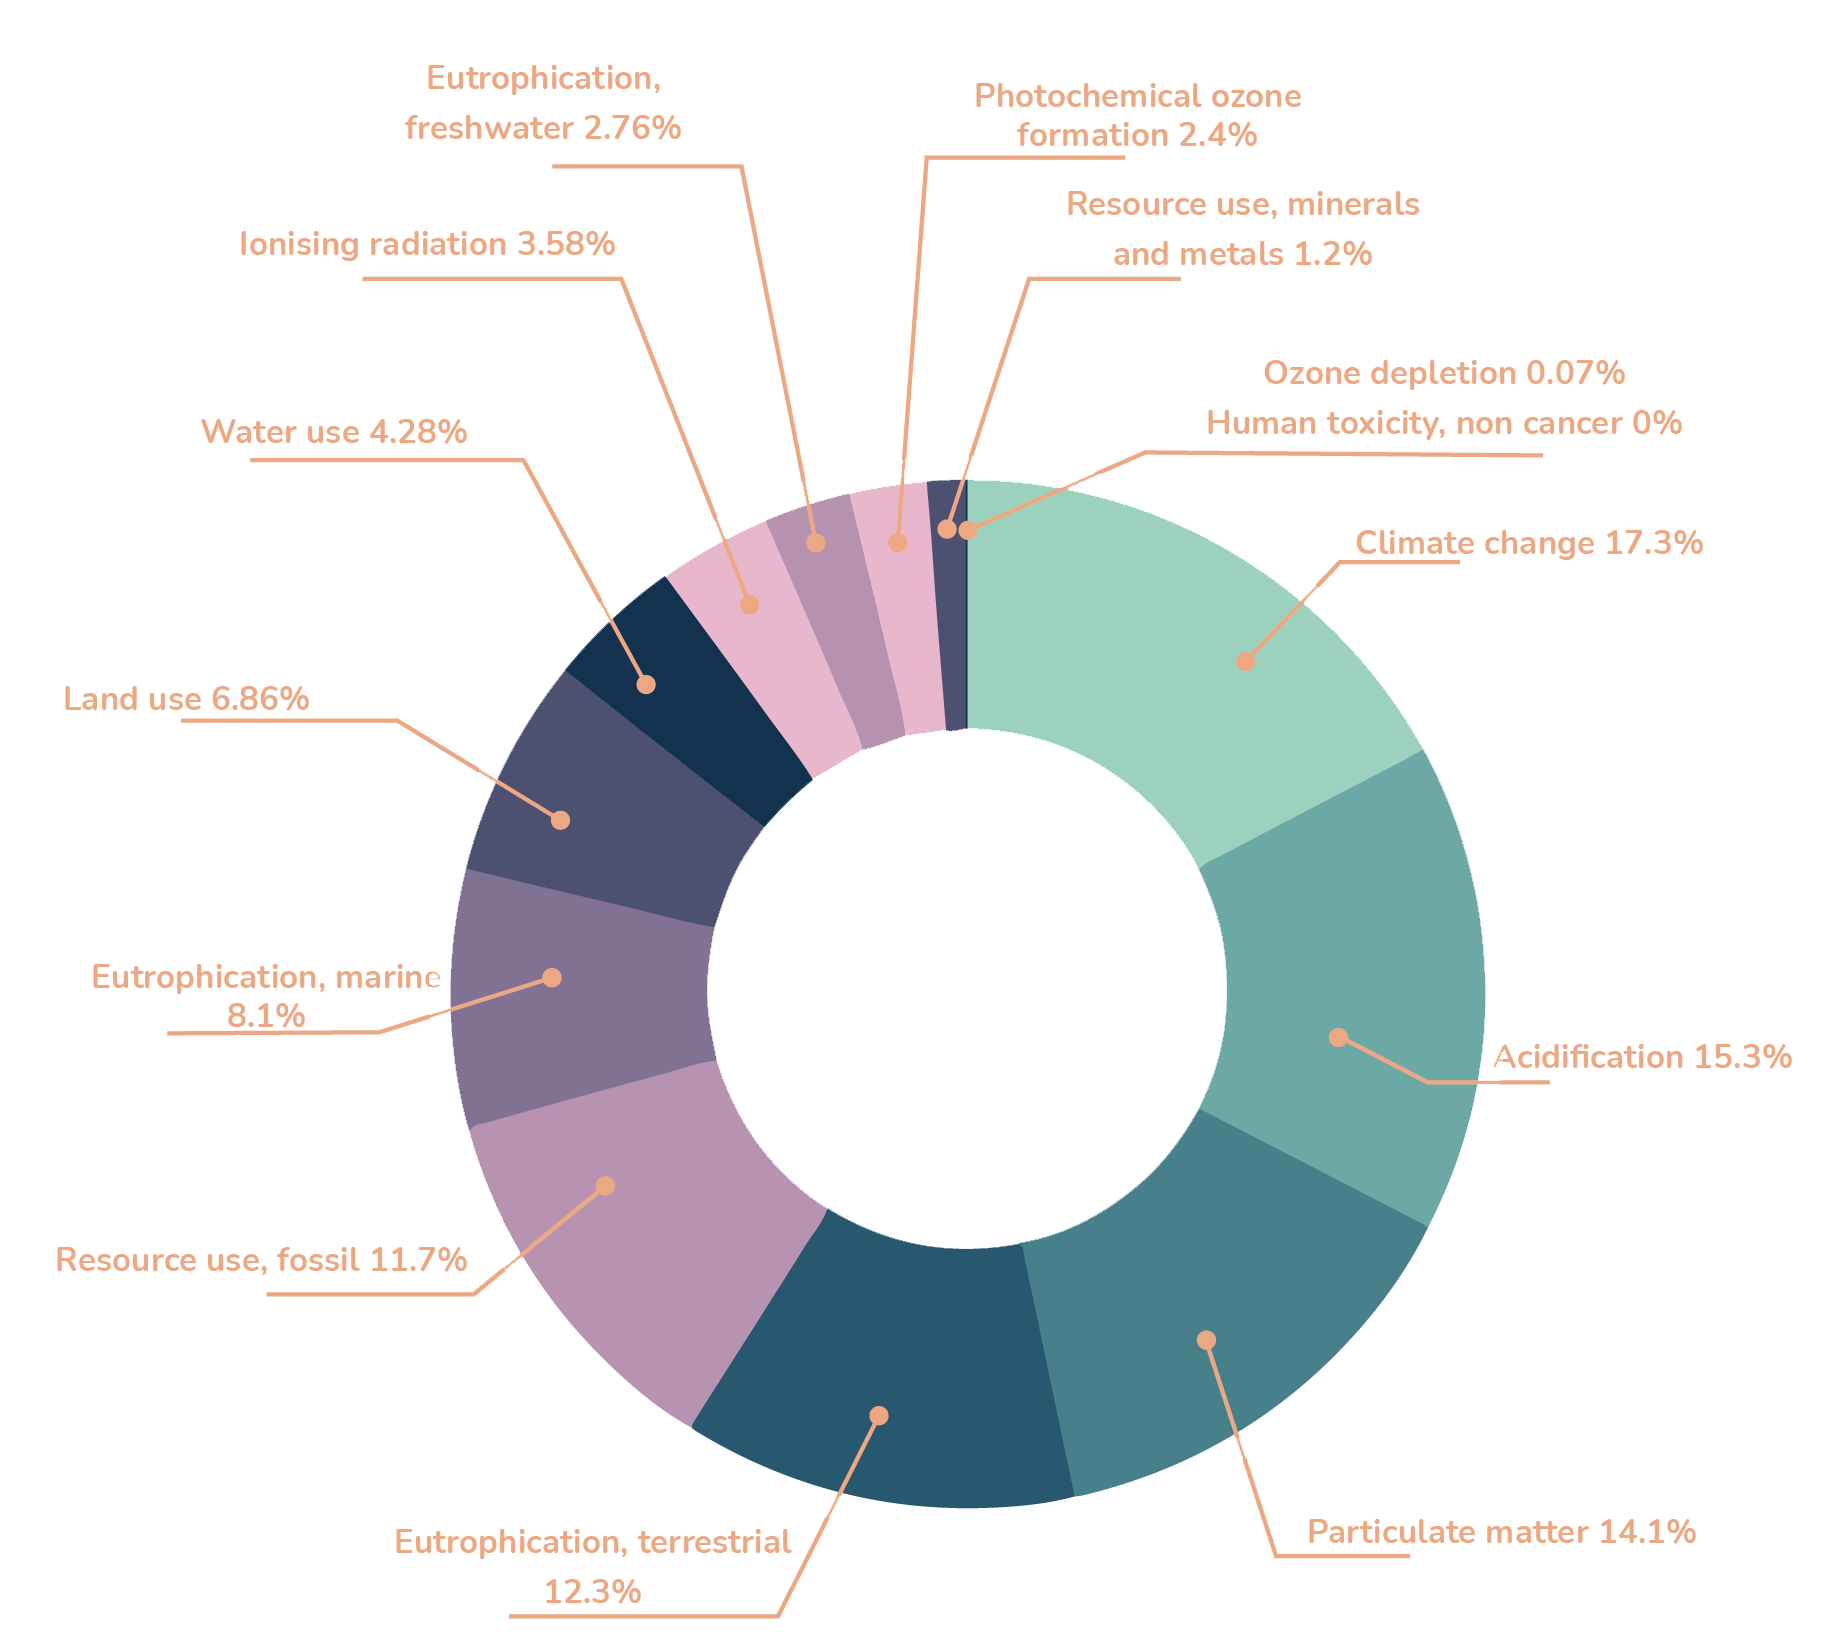 Eutrophication,
freshwater 2.76%
Photochemical ozone
formation 2.4%
Resource use, minerals
and metals 1.2%
Ionising radiation 3.58%
Ozone depletion 0.07%
Human toxicity, non cancer 0%
Water use 4.28%
Climate change 17.3%
Land use 6.86%
Eutrophication, marine
8.1%
Acidification 15.3%
Resource use, fossil 11.7%
Particulate matter 14.1%
Eutrophication, terrestrial
12.3%